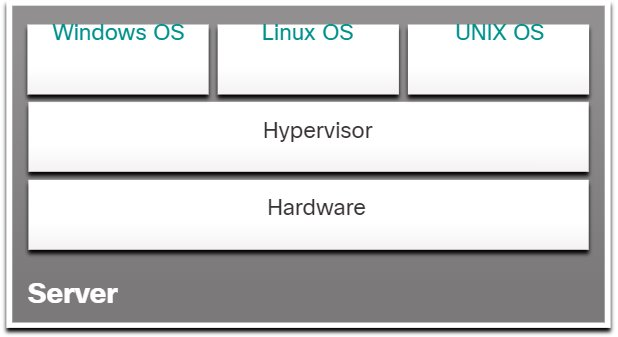 Windows OS
Linux OS
UNIX OS
Hypervisor
Hardware
Server